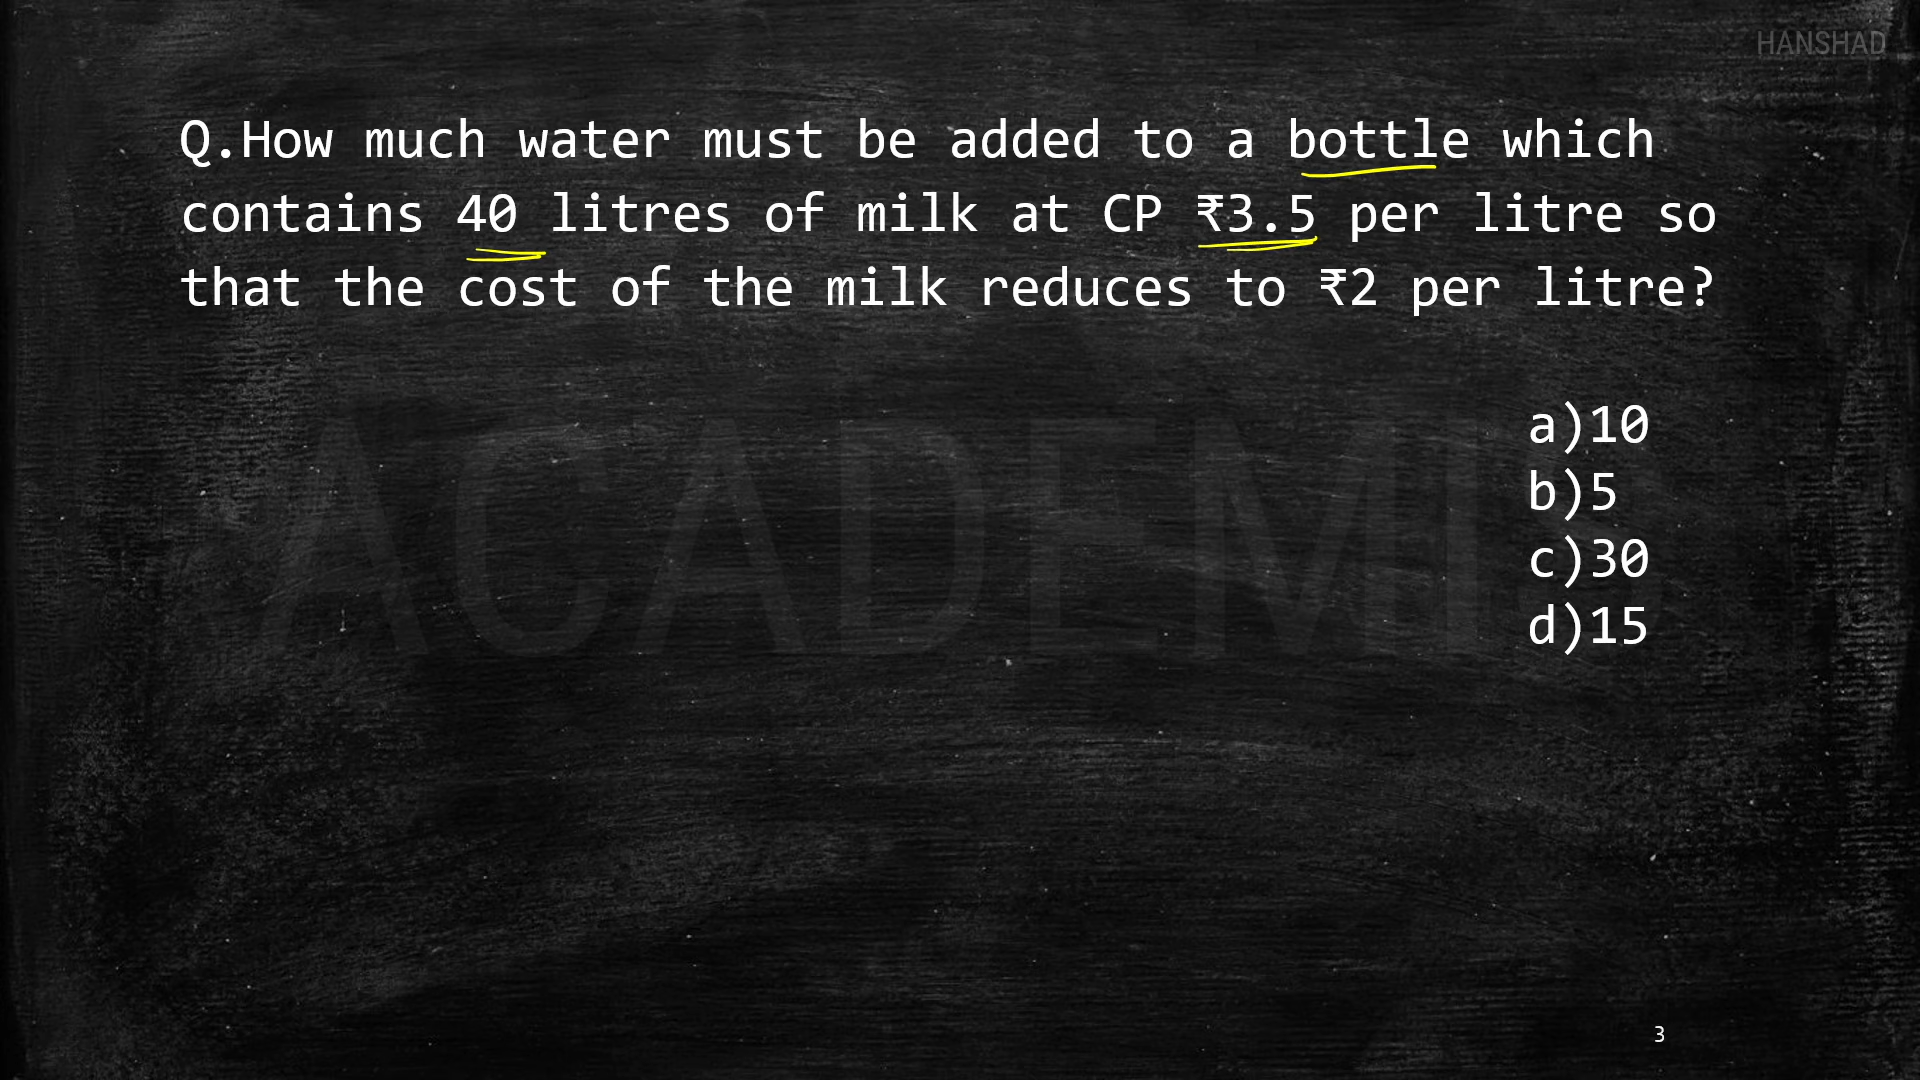 HANSHAD
Q.How much water must be added to a bottle which
contains 40 litres of milk at CP ₹3.5 per litre so
that the cost of the milk reduces to ₹2 per litre?
ACADEMI
a)10
b)5
c)30
d)15
3